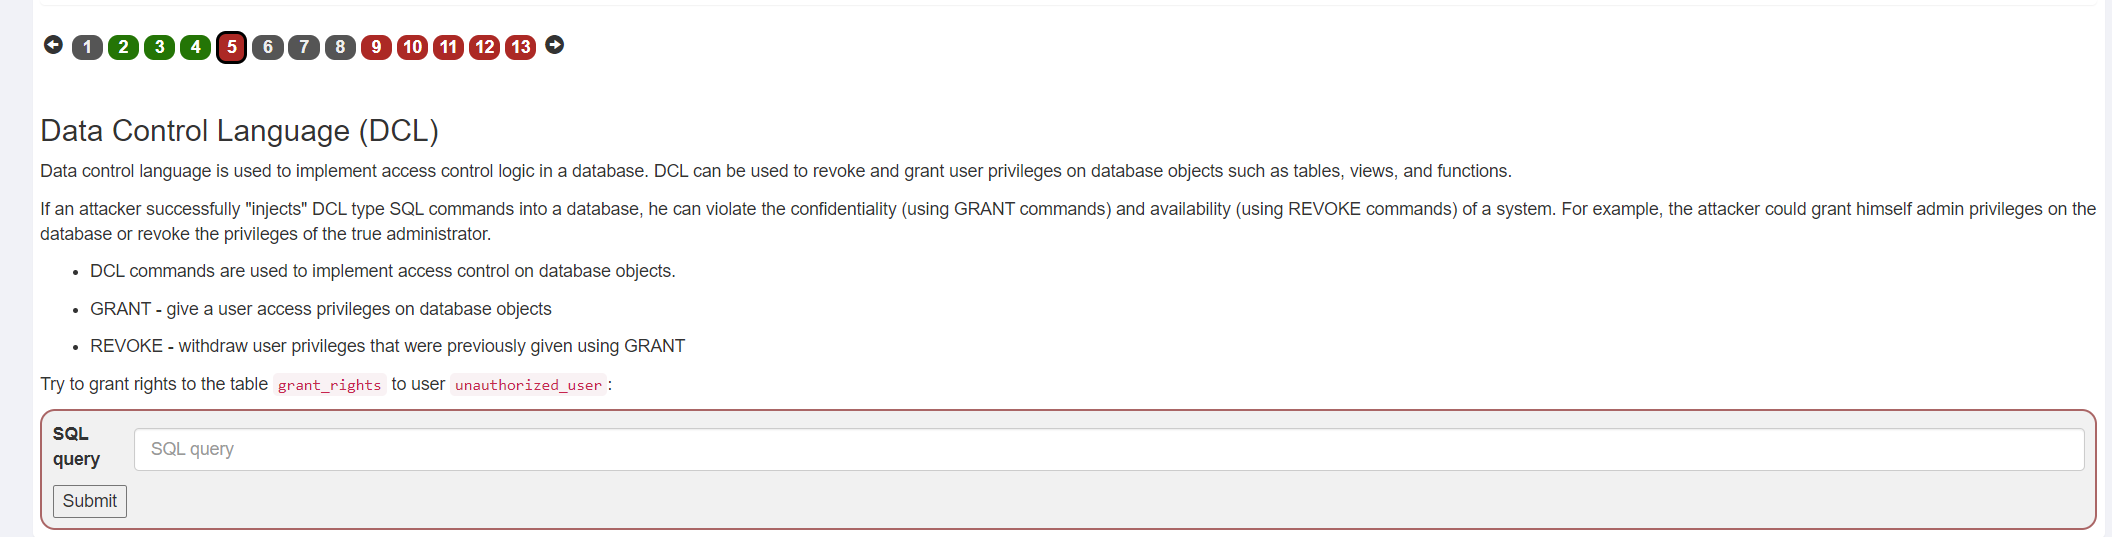 1 2 3 4 5 6 7 8 9 10 11 12 13
Data Control Language (DCL)
Data control language is used to implement access control logic in a database. DCL can be used to revoke and grant user privileges on database objects such as tables, views, and functions.
If an attacker successfully "injects" DCL type SQL commands into a database, he can violate the confidentiality (using GRANT commands) and availability (using REVOKE commands) of a system. For example, the attacker could grant himself admin privileges on the
database or revoke the privileges of the true administrator.
• DCL commands are used to implement access control on database objects.
• GRANT - give a user access privileges on database objects
• REVOKE - withdraw user privileges that were previously given using GRANT
Try to grant rights to the table grant_rights to user unauthorized_user:
SQL
query
SQL query
Submit